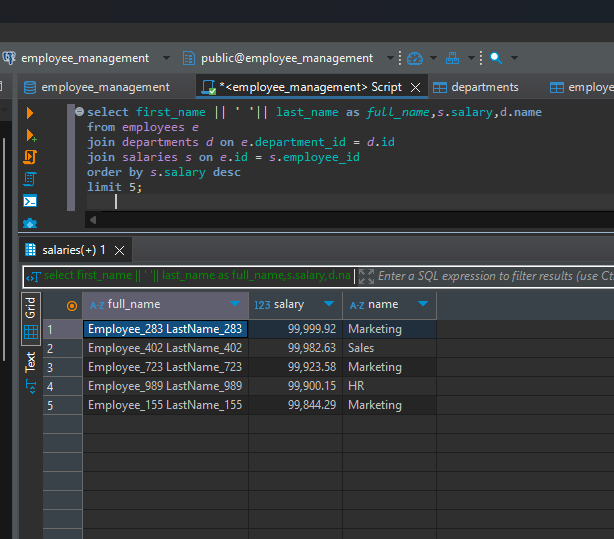 employee_management public@employee_management
employee_management *<employee_management> Script departments employe
select first_name || ' '|| last_name as full_name,s.salary,d.name
from employees e
join departments d on e.department_id = d.id
join salaries s on e.id = s.employee_id
order by s.salary desc
limit 5;
salaries(+) 1
select first_name || ' '|| last_name as full_name,s.salary,d.na Enter a SQL expression to filter results (use Ct
Grid
Text
A-Z full_name 123 salary A-Z name
1 Employee_283 LastName_283 99,999.92 Marketing
2 Employee_402 LastName_402 99,982.63 Sales
3 Employee_723 LastName_723 99,923.58 Marketing
4 Employee_989 LastName_989 99,900.15 HR
5 Employee_155 LastName_155 99,844.29 Marketing